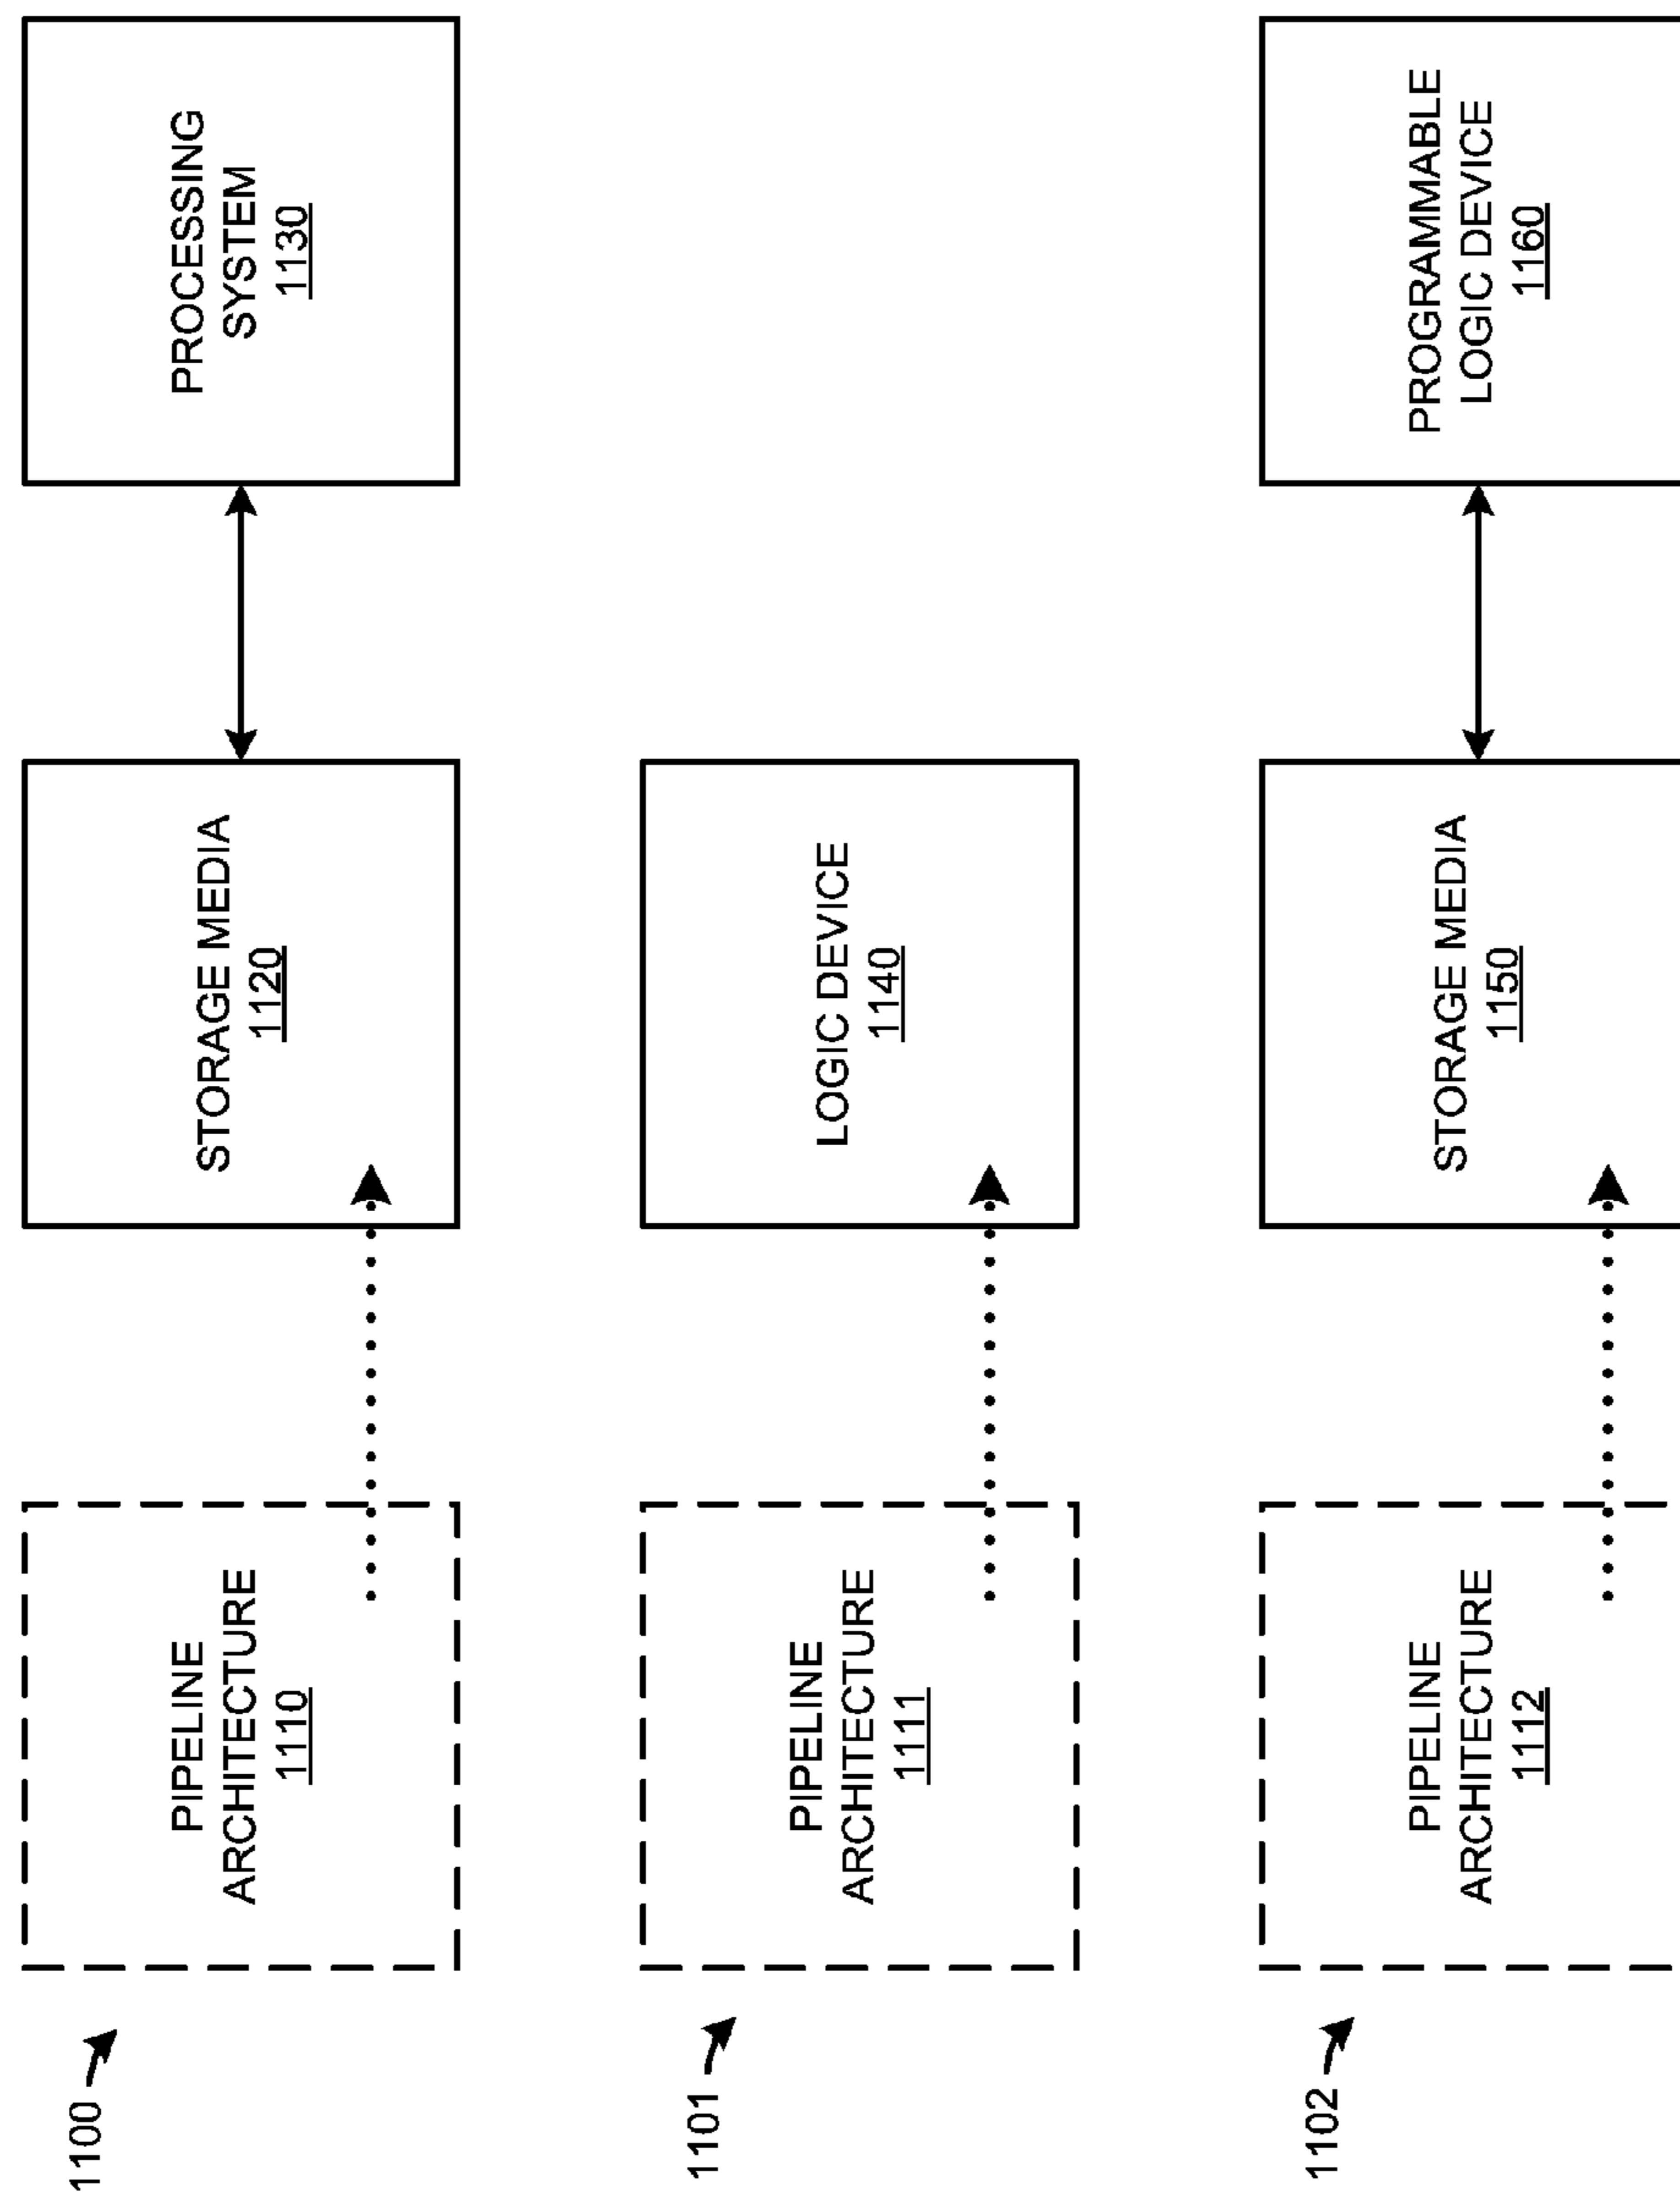 1100
PIPELINE
ARCHITECTURE
1110
STORAGE MEDIA
1120
PROCESSING
SYSTEM
1130
1101
PIPELINE
ARCHITECTURE
1111
LOGIC DEVICE
1140
1102
PIPELINE
ARCHITECTURE
1112
STORAGE MEDIA
1150
PROGRAMMABLE
LOGIC DEVICE
1160